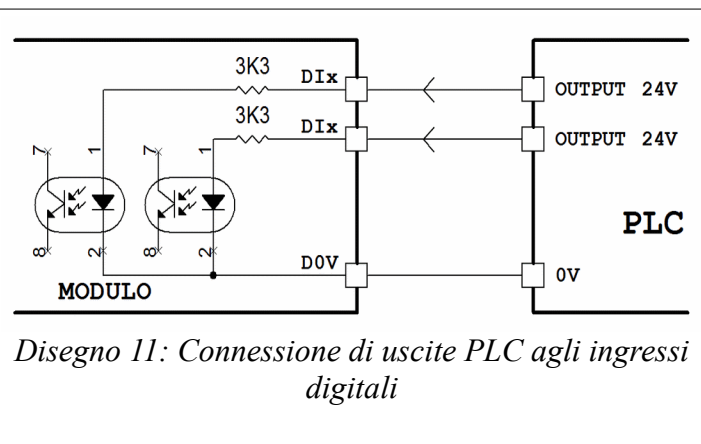 3K3
DIx
OUTPUT 24V
3K3
DIx
OUTPUT 24V
7
1
7
1
PLC
8
2
8
2
D0V
0V
MODULO
Disegno 11: Connessione di uscite PLC agli ingressi
digitali